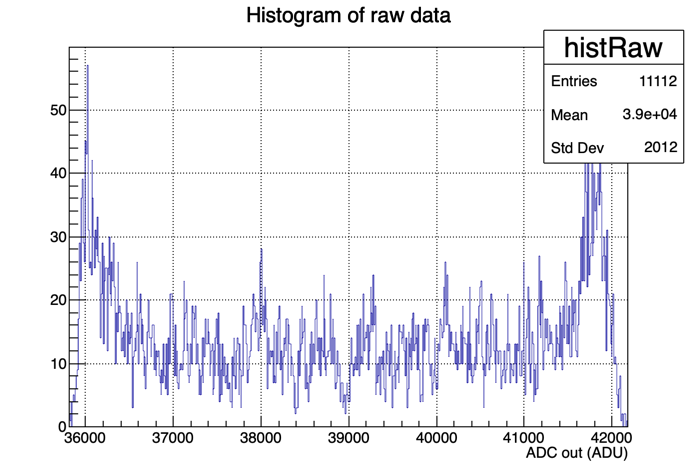 Histogram of raw data
histRaw
Entries 11112
Mean 3.9e+04
Std Dev 2012
50
40
30
20
10
0
36000 37000 38000 39000 40000 41000 42000
ADC out (ADU)